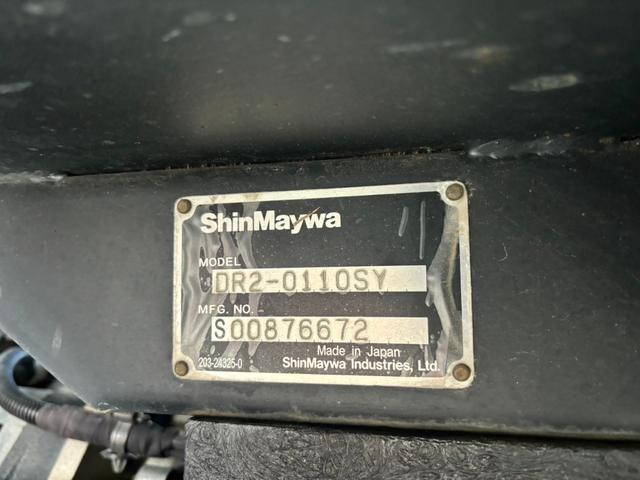 ShinMaywa
MODEL
DR2-0110SY
MFG. NO.
S00876672
Made in Japan
203-24325-0
ShinMaywa Industries, Ltd.